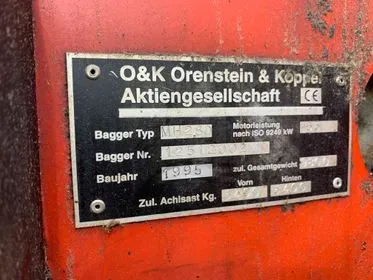 O&K Orenstein & Koppel
Aktiengesellschaft CE
Bagger Typ Motorleistung
nach ISO 9249 kW
Bagger Nr. zul. Gesamtgewicht
Baujahr 1995 Vorn Hinten
Zul. Achslast Kg.